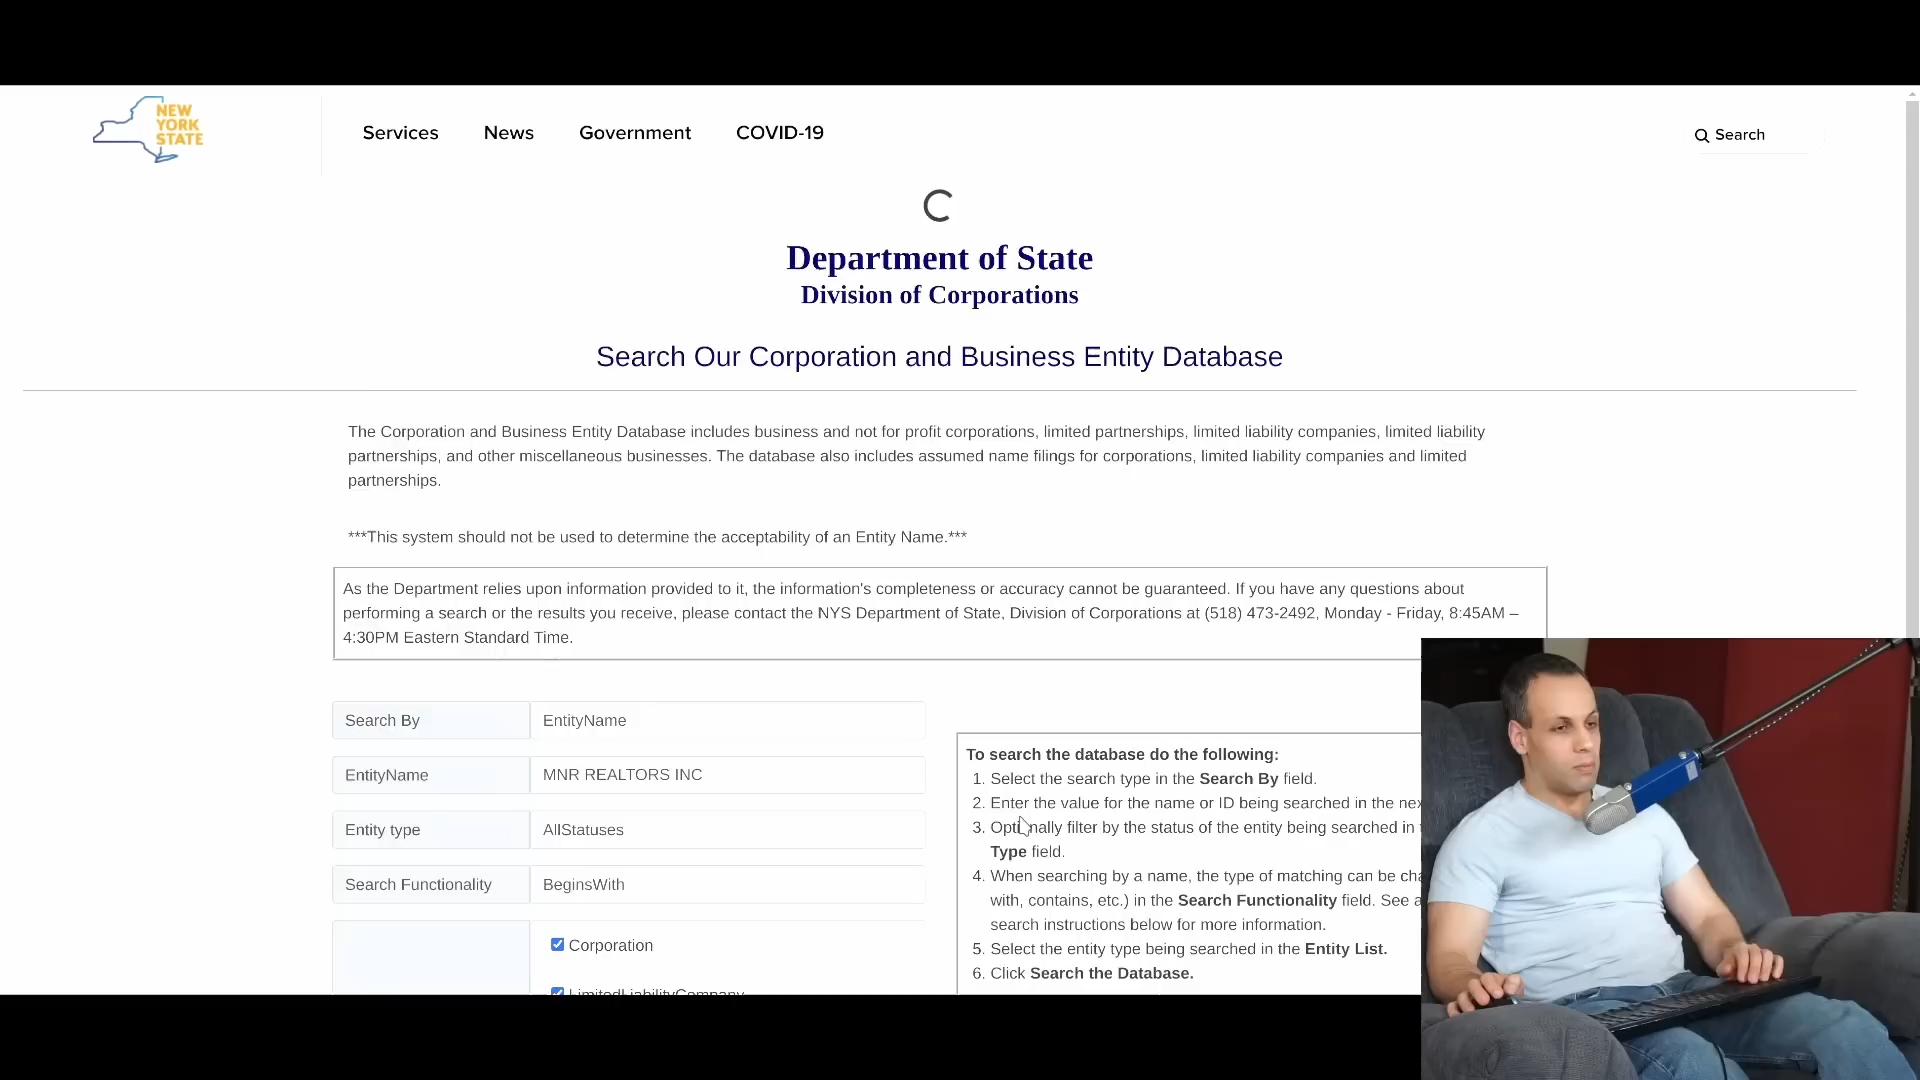 NEW
YORK
STATE
Services
News
Government
COVID-19
Search
Department of State
Division of Corporations
Search Our Corporation and Business Entity Database
The Corporation and Business Entity Database includes business and not for profit corporations, limited partnerships, limited liability companies, limited liability
partnerships, and other miscellaneous businesses. The database also includes assumed name filings for corporations, limited liability companies and limited
partnerships.
***This system should not be used to determine the acceptability of an Entity Name.***
As the Department relies upon information provided to it, the information's completeness or accuracy cannot be guaranteed. If you have any questions about
performing a search or the results you receive, please contact the NYS Department of State, Division of Corporations at (518) 473-2492, Monday - Friday, 8:45AM –
4:30PM Eastern Standard Time.
Search By
EntityName
EntityName
MNR REALTORS INC
Entity type
AllStatuses
Search Functionality
BeginsWith
Corporation
LimitedLiabilityCompany
To search the database do the following:
1. Select the search type in the Search By field.
2. Enter the value for the name or ID being searched in the
3. Optionally filter by the status of the entity being searched in
Type field.
4. When searching by a name, the type of matching can be
with, contains, etc.) in the Search Functionality field. See
search instructions below for more information.
5. Select the entity type being searched in the Entity List.
6. Click Search the Database.